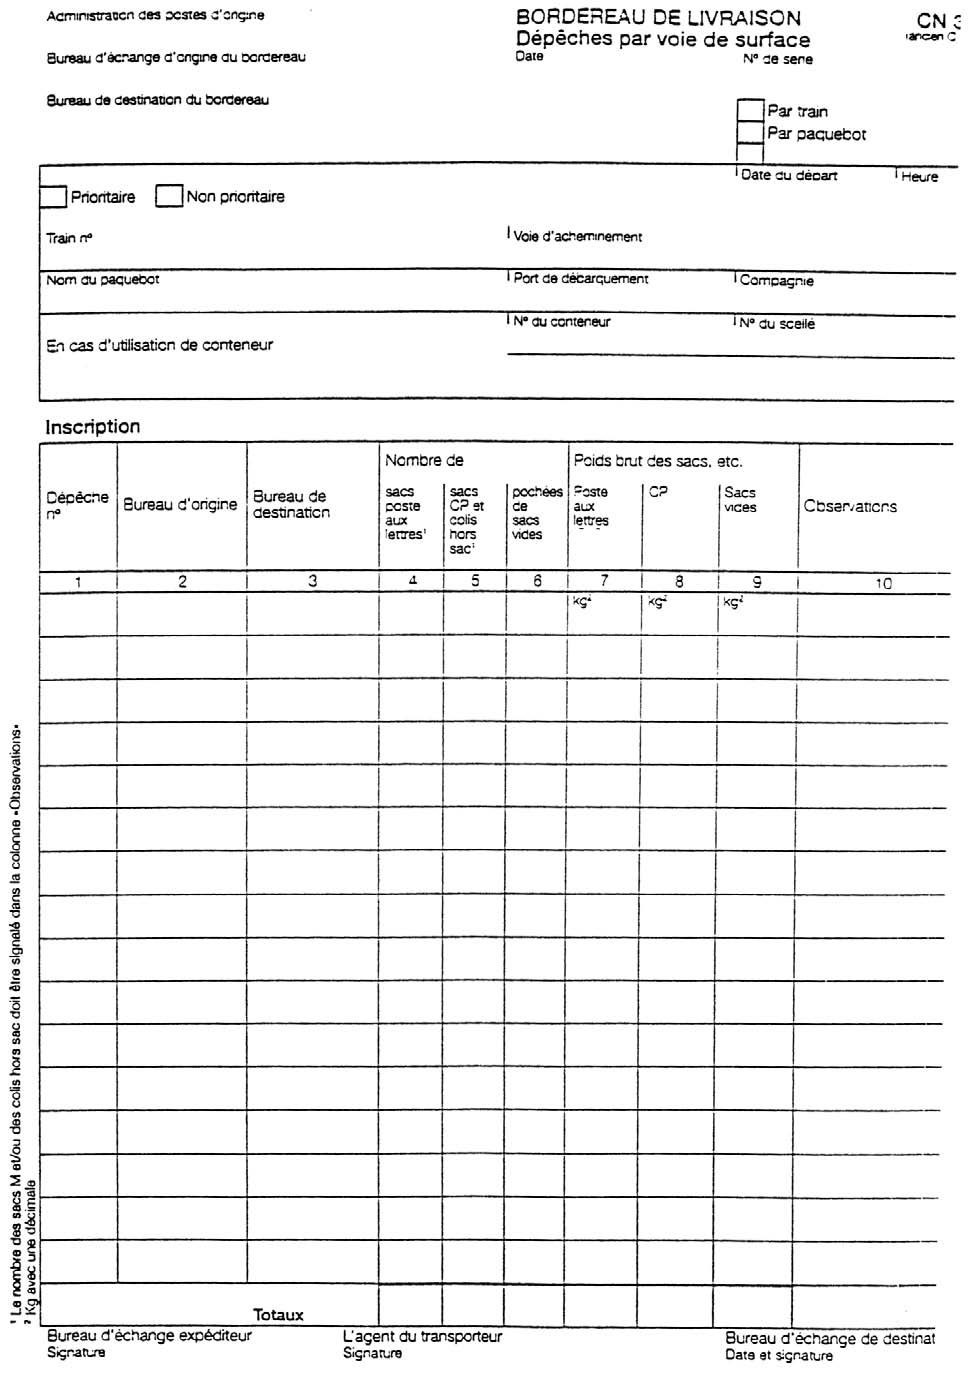 Administration des postes d'origine
BORDEREAU DE LIVRAISON
CN 3
Dépêches par voie de surface
Bureau d'échange d'origine du bordereau
Date
N° de série
Bureau de destination du bordereau
Par train
Par paquebot
Date du départ
Heure
Prioritaire
Non prioritaire
Train n°
Voie d'acheminement
Nom du paquebot
Port de débarquement
Compagnie
N° du conteneur
N° du scellé
En cas d'utilisation de conteneur
Inscription
Dépêche n°
Bureau d'origine
Bureau de destination
Nombre de
sacs poste aux lettres¹
sacs CP et colis hors sac¹
pochées de sacs vides
Poids brut des sacs, etc.
Poste aux lettres
CP
Sacs vides
Observations
1 2 3 4 5 6 7 8 9 10
kg² kg² kg²
Totaux
Bureau d'échange expéditeur
Signature
L'agent du transporteur
Signature
Bureau d'échange de destinat
Date et signature
¹ Le nombre des sacs M et/ou des colis hors sac doit être signalé dans la colonne «Observations»
² Kg avec une décimale